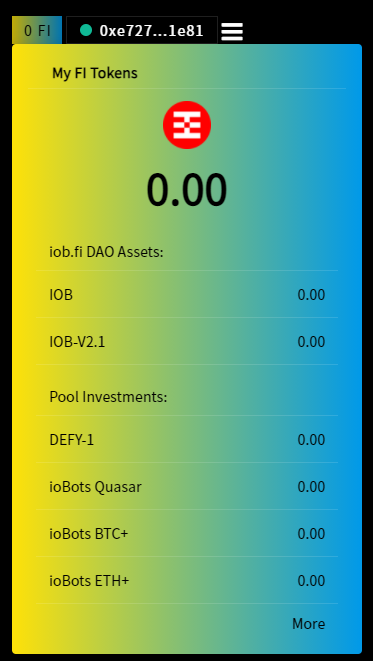 0 FI 0xe727...1e81
My FI Tokens
0.00
iob.fi DAO Assets:
IOB 0.00
IOB-V2.1 0.00
Pool Investments:
DEFY-1 0.00
ioBots Quasar 0.00
ioBots BTC+ 0.00
ioBots ETH+ 0.00
More